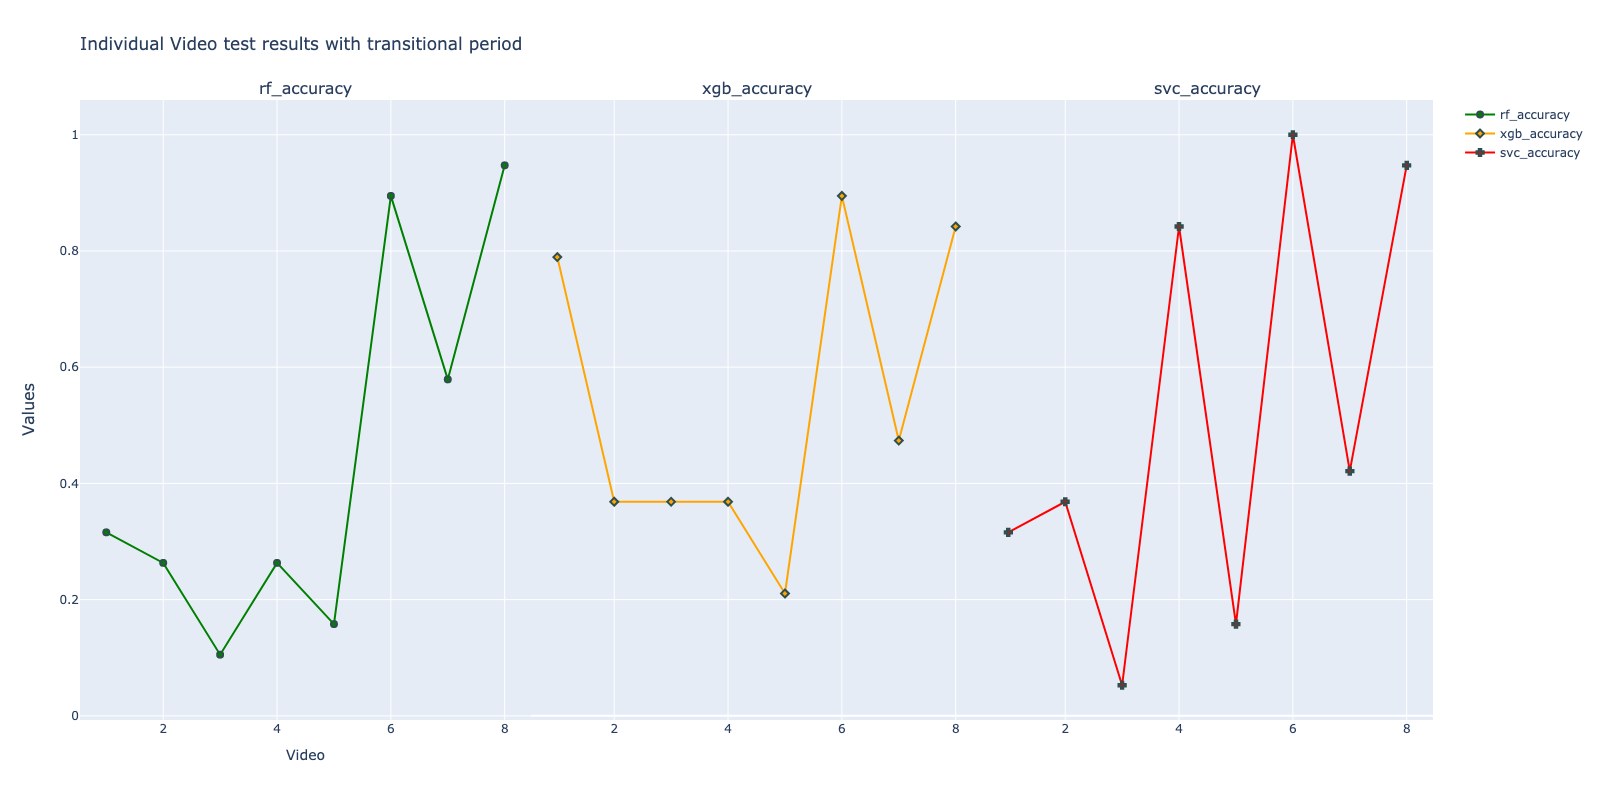 Individual Video test results with transitional period
rf_accuracy
xgb_accuracy
svc_accuracy
rf_accuracy
xgb_accuracy
svc_accuracy
Values
1
0.8
0.6
0.4
0.2
0
2 4 6 8
2 4 6 8
2 4 6 8
Video